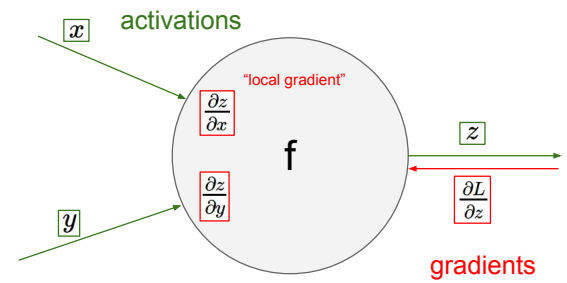 activations
x
"local gradient"
∂z/∂x
f
z
∂z/∂y
∂L/∂z
y
gradients